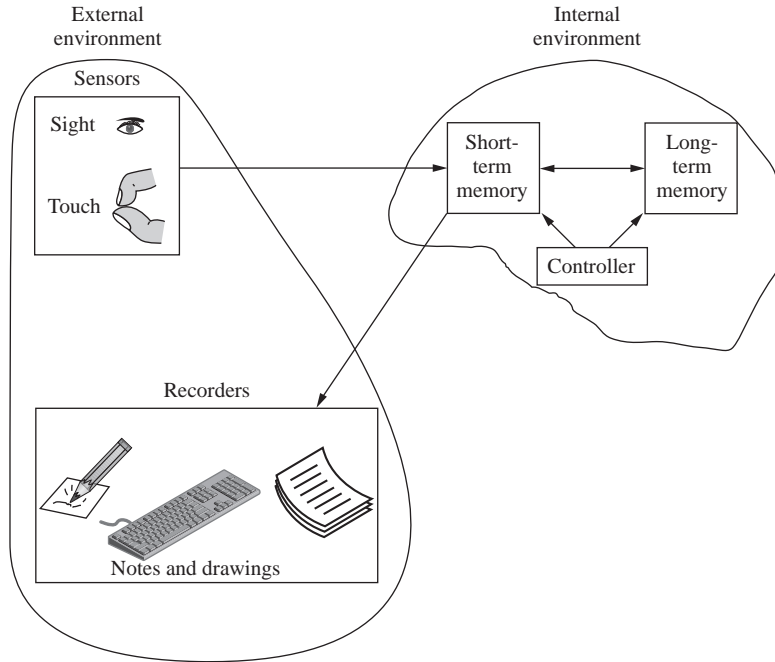 External
environment
Internal
environment
Sensors
Sight
Touch
Short-
term
memory
Long-
term
memory
Controller
Recorders
Notes and drawings